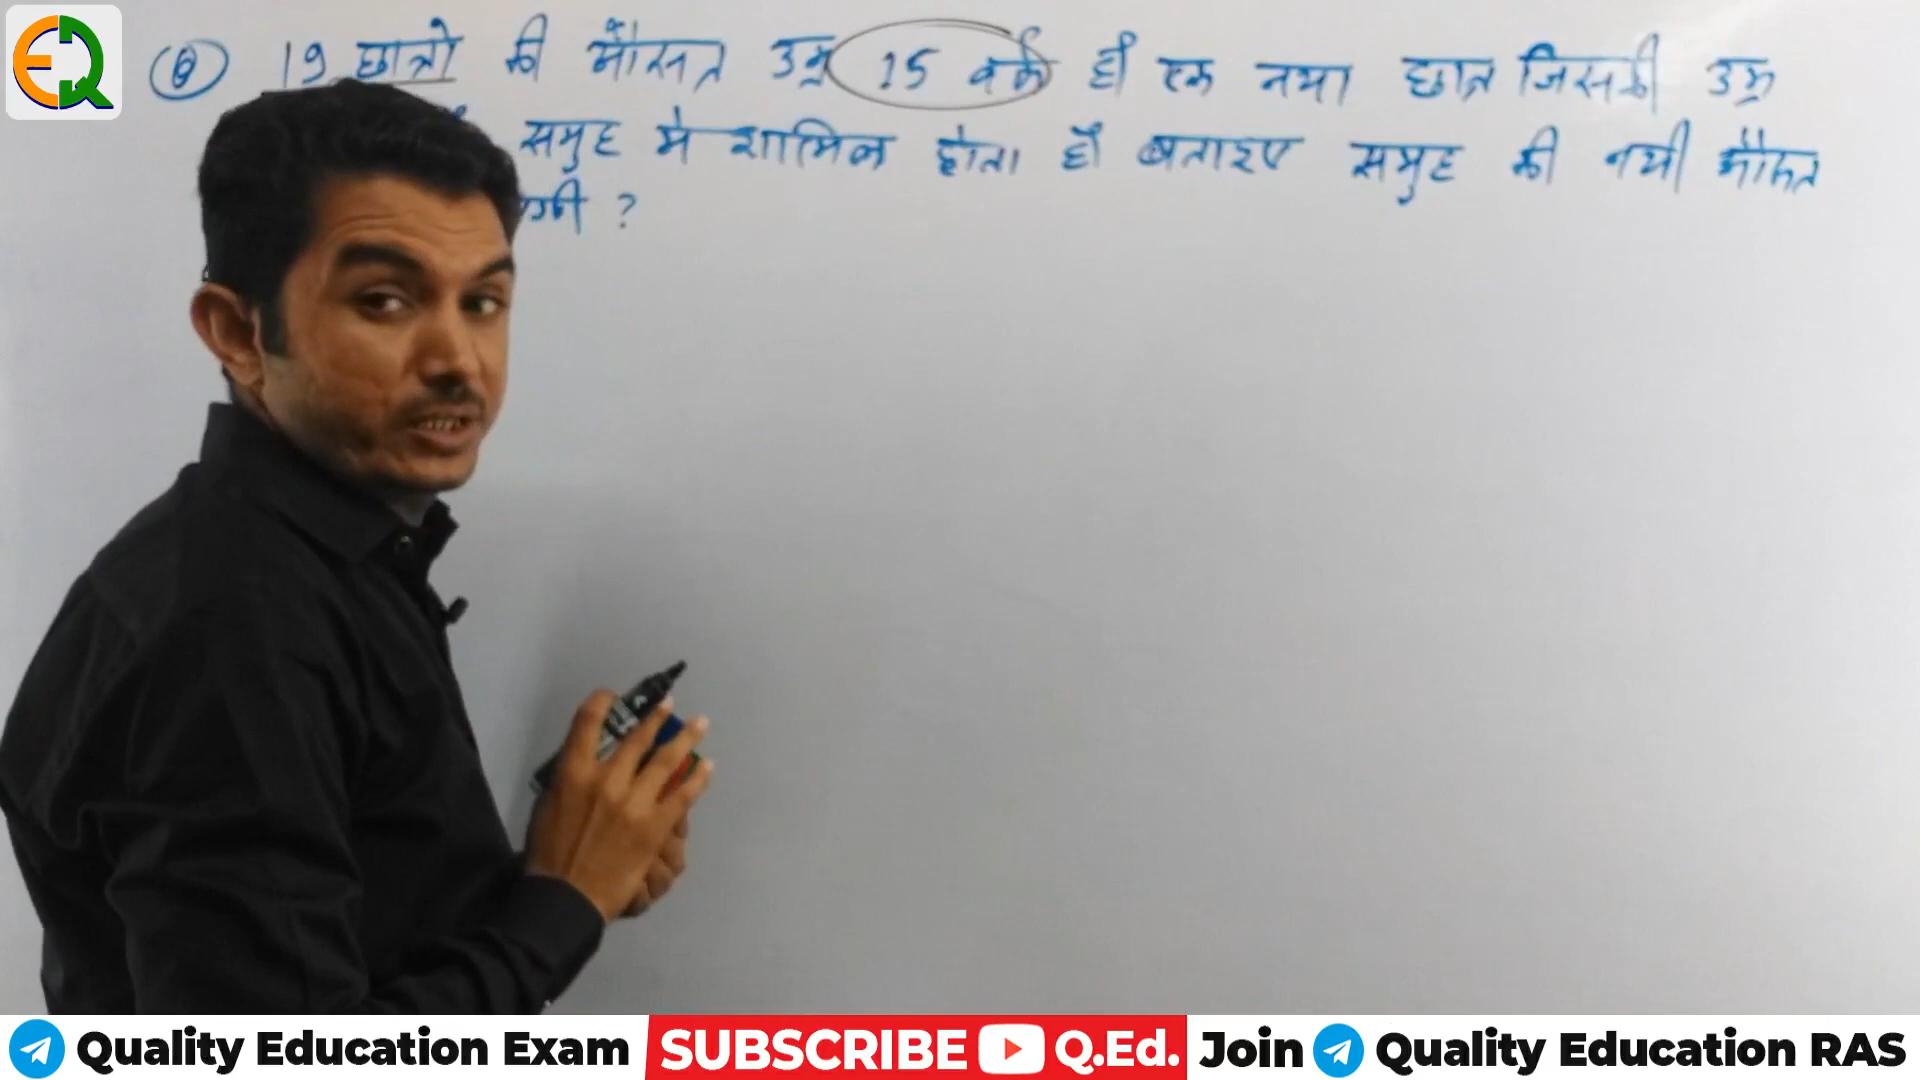 EQ
Q 19 छात्रो की औसत उम्र 15 वर्ष है एक नया छात्र जिसकी उम्र
समुह मे शामिल होता है बताइए समुह की नयी औसत
?
Quality Education Exam SUBSCRIBE Q.Ed. Join Quality Education RAS